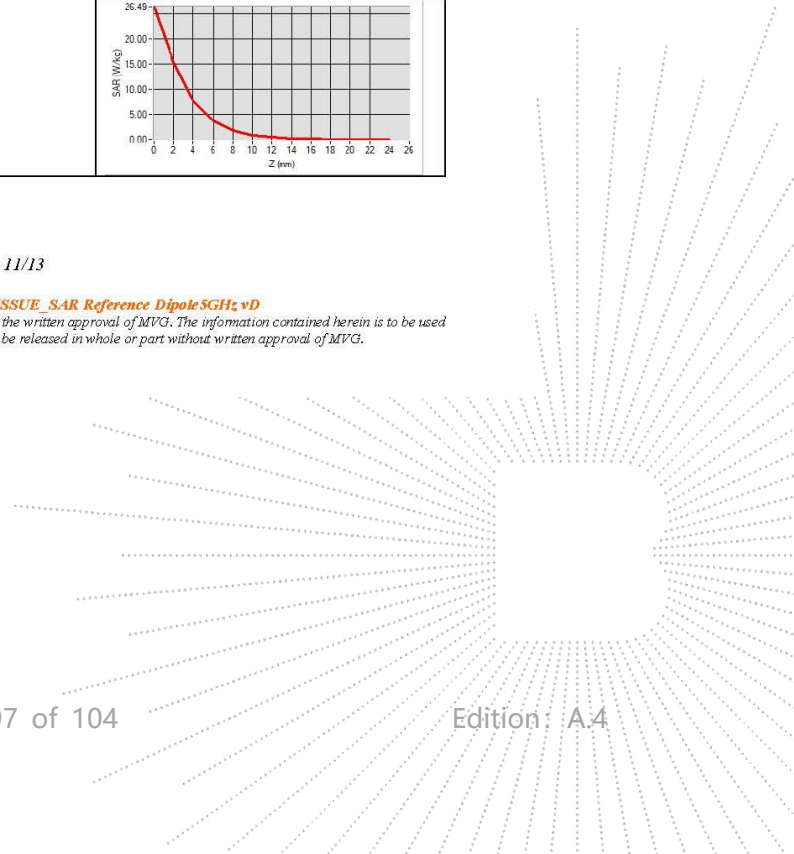 26.49
20.00
15.00
10.00
5.00
0.00
SAR (W/kg)
0 2 4 6 8 10 12 14 16 18 20 22 24 26
Z (mm)
11/13
SSUE_SAR Reference Dipole5GHz vD
the written approval of MVG. The information contained herein is to be used
be released in whole or part without written approval of MVG.
7 of 104
Edition: A.4